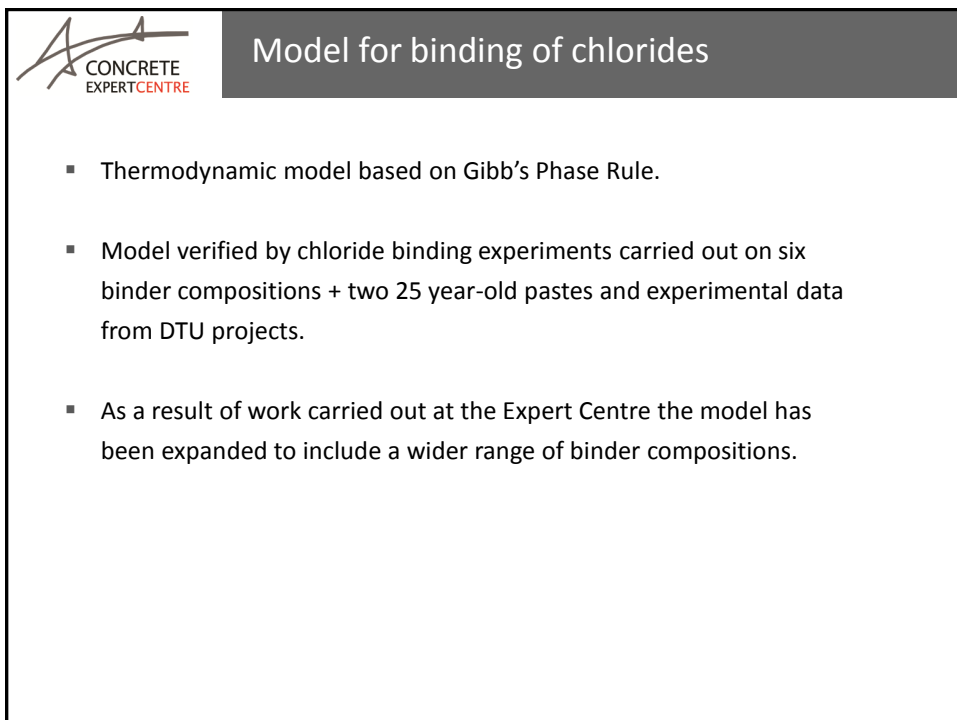 CONCRETE
EXPERTCENTRE
Model for binding of chlorides
▪ Thermodynamic model based on Gibb’s Phase Rule.
▪ Model verified by chloride binding experiments carried out on six
binder compositions + two 25 year-old pastes and experimental data
from DTU projects.
▪ As a result of work carried out at the Expert Centre the model has
been expanded to include a wider range of binder compositions.